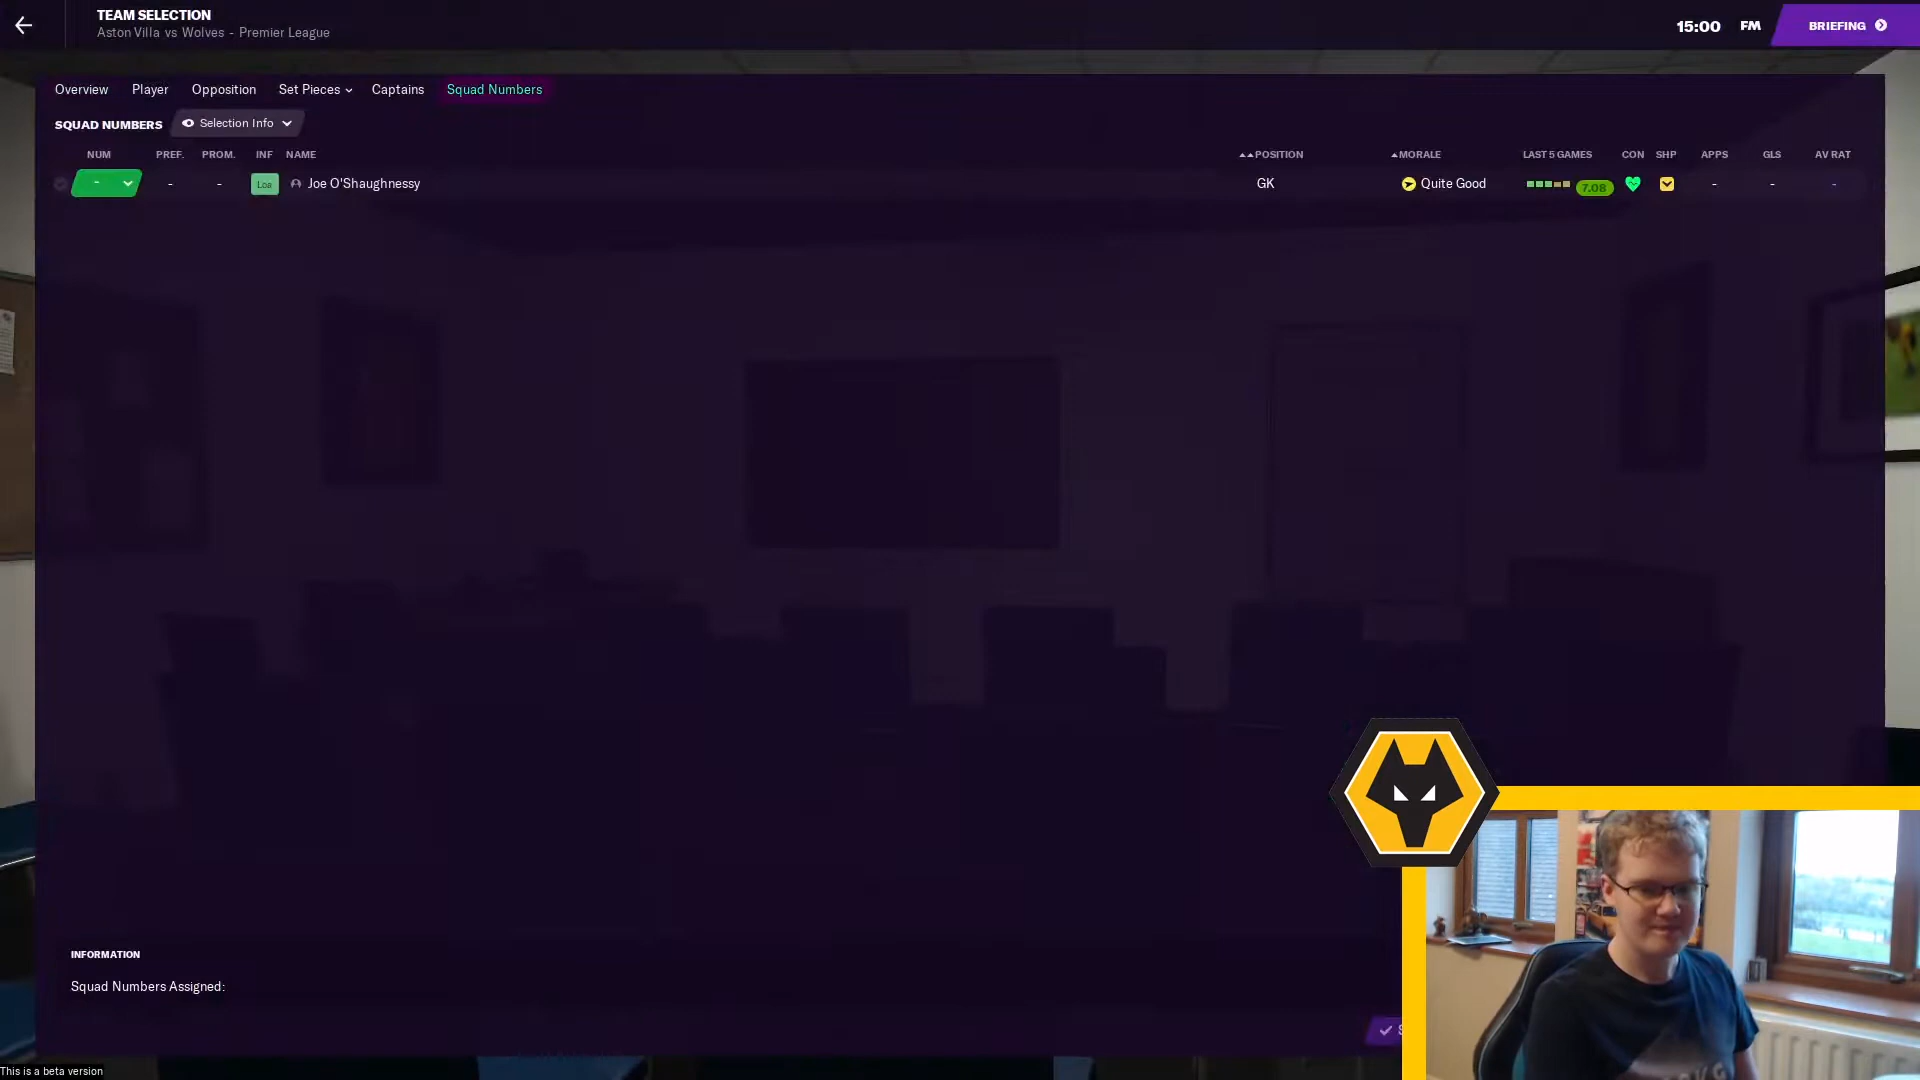 TEAM SELECTION
Aston Villa vs Wolves - Premier League
15:00 FM BRIEFING
Overview Player Opposition Set Pieces Captains Squad Numbers
SQUAD NUMBERS Selection Info
NUM PREF. PROM. INF NAME POSITION MORALE LAST 5 GAMES CON SHP APPS GLS AV RAT
- - - Loa Joe O'Shaughnessy GK Quite Good 7.08 - - -
INFORMATION
Squad Numbers Assigned:
This is a beta version